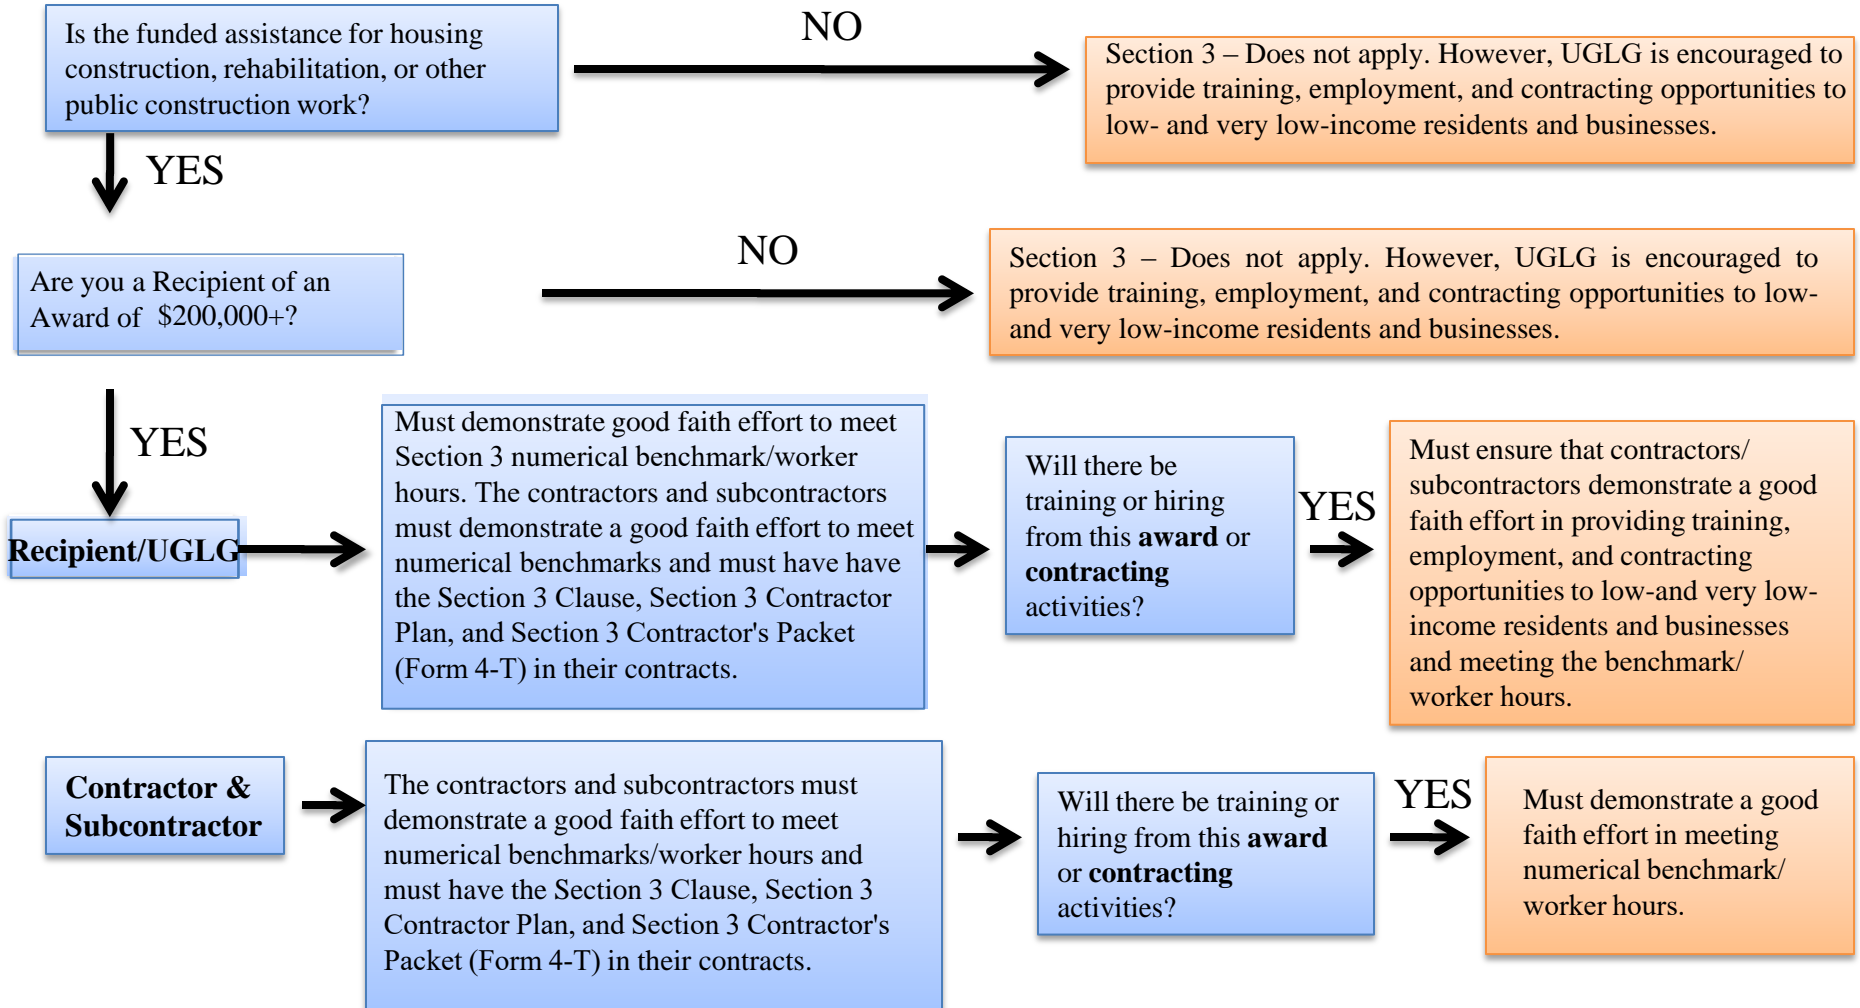 Is the funded assistance for housing
construction, rehabilitation, or other
public construction work?
NO
Section 3 – Does not apply. However, UGLG is encouraged to
provide training, employment, and contracting opportunities to
low- and very low-income residents and businesses.
YES
Are you a Recipient of an
Award of $200,000+?
NO
Section 3 – Does not apply. However, UGLG is encouraged to
provide training, employment, and contracting opportunities to low-
and very low-income residents and businesses.
YES
Recipient/UGLG
Must demonstrate good faith effort to meet
Section 3 numerical benchmark/worker
hours. The contractors and subcontractors
must demonstrate a good faith effort to meet
numerical benchmarks and must have have
the Section 3 Clause, Section 3 Contractor
Plan, and Section 3 Contractor's Packet
(Form 4-T) in their contracts.
Will there be
training or hiring
from this award or
contracting
activities?
YES
Must ensure that contractors/
subcontractors demonstrate a good
faith effort in providing training,
employment, and contracting
opportunities to low-and very low-
income residents and businesses
and meeting the benchmark/
worker hours.
Contractor &
Subcontractor
The contractors and subcontractors must
demonstrate a good faith effort to meet
numerical benchmarks/worker hours and
must have the Section 3 Clause, Section 3
Contractor Plan, and Section 3 Contractor's
Packet (Form 4-T) in their contracts.
Will there be training or
hiring from this award
or contracting
activities?
YES
Must demonstrate a good
faith effort in meeting
numerical benchmark/
worker hours.